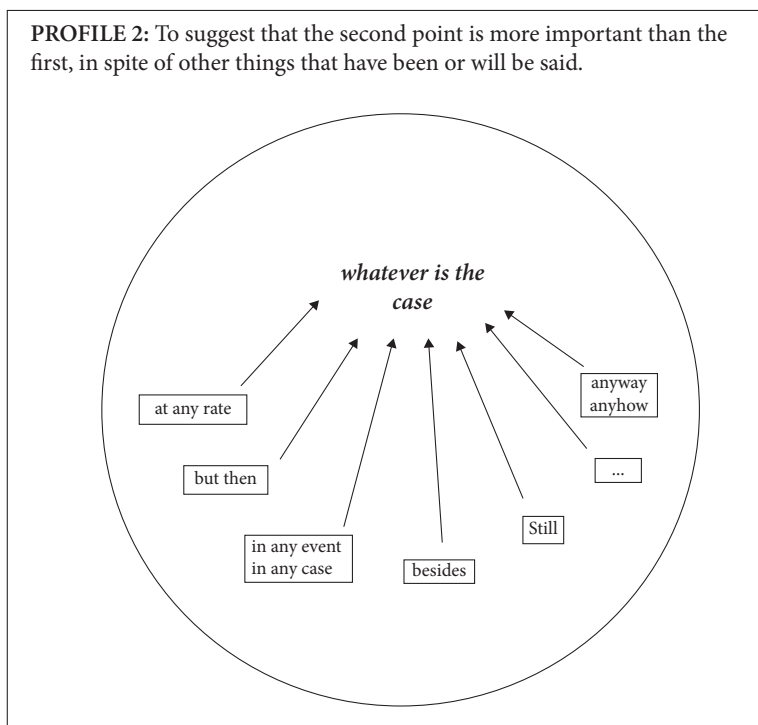 PROFILE 2: To suggest that the second point is more important than the
first, in spite of other things that have been or will be said.
whatever is the
case
anyway
anyhow
at any rate
...
but then
Still
in any event
in any case
besides